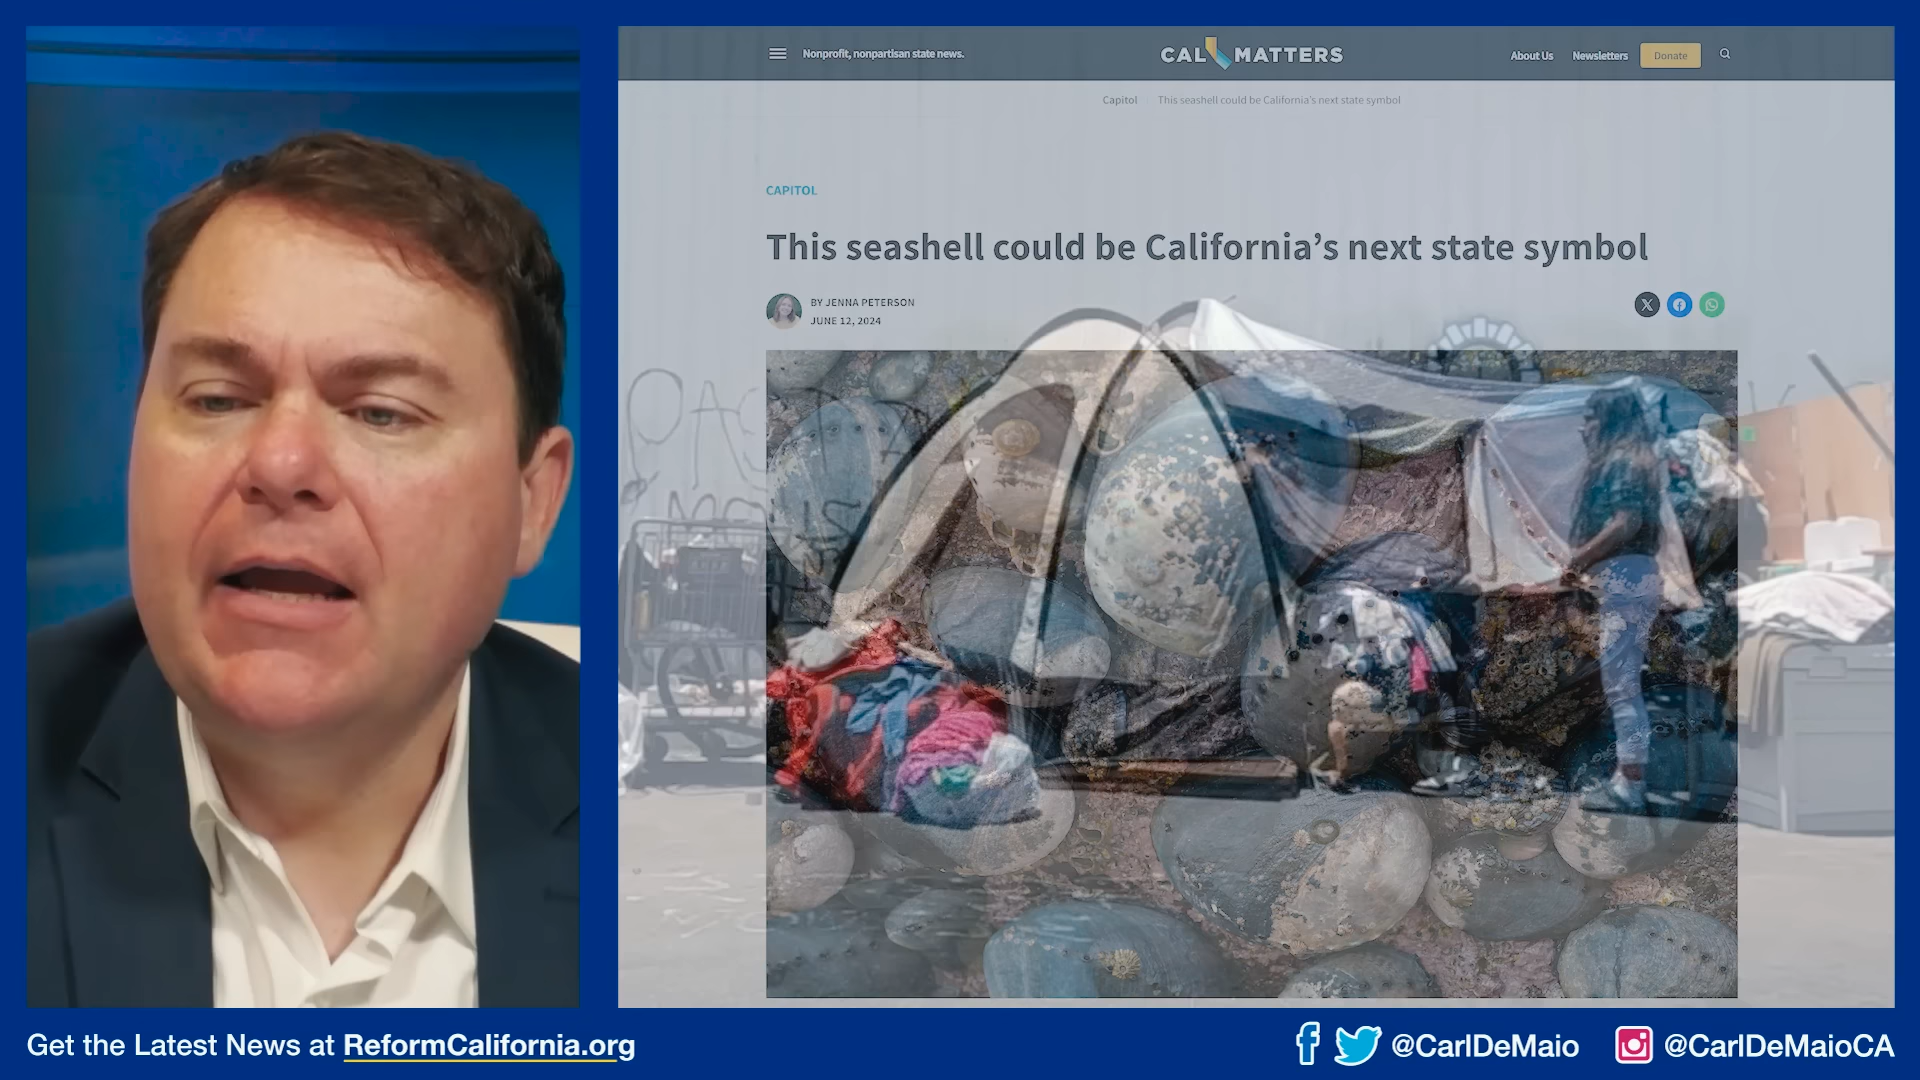 Nonprofit, nonpartisan state news.
CAL MATTERS
About Us
Newsletters
Donate
Capitol
This seashell could be California's next state symbol
CAPITOL
This seashell could be California’s next state symbol
BY JENNA PETERSON
JUNE 12, 2024
Get the Latest News at ReformCalifornia.org
@CarlDeMaio
@CarlDeMaioCA